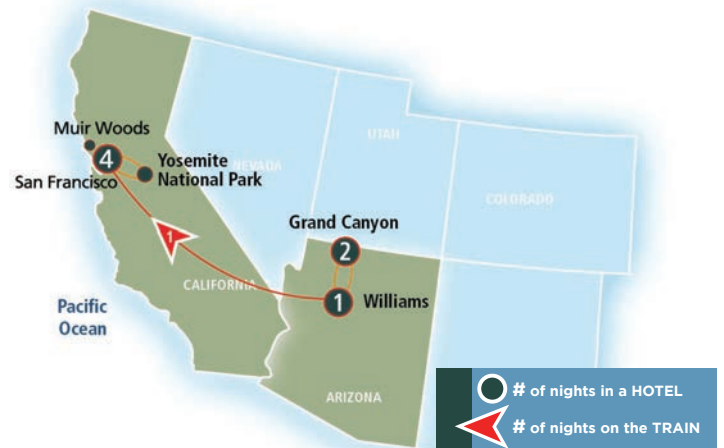 Muir Woods
4
San Francisco
Yosemite
National Park
NEVADA
UTAH
COLORADO
Grand Canyon
2
1
CALIFORNIA
1
Williams
Pacific
Ocean
ARIZONA
# of nights in a HOTEL
# of nights on the TRAIN